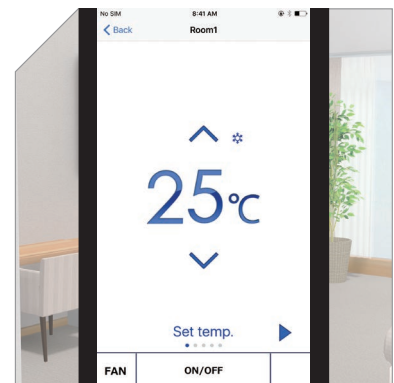 No SIM 8:41 AM
Back Room1
25°C
Set temp.
FAN ON/OFF